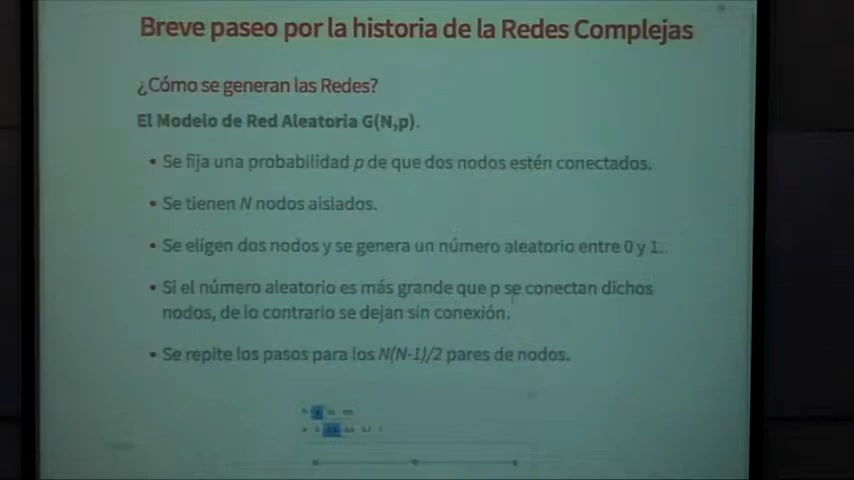 Breve paseo por la historia de la Redes Complejas
¿Cómo se generan las Redes?
El Modelo de Red Aleatoria G(N,p).
• Se fija una probabilidad p de que dos nodos estén conectados.
• Se tienen N nodos aislados.
• Se eligen dos nodos y se genera un número aleatorio entre 0 y 1.
• Si el número aleatorio es más grande que p se conectan dichos
nodos, de lo contrario se dejan sin conexión.
• Se repite los pasos para los N(N-1)/2 pares de nodos.